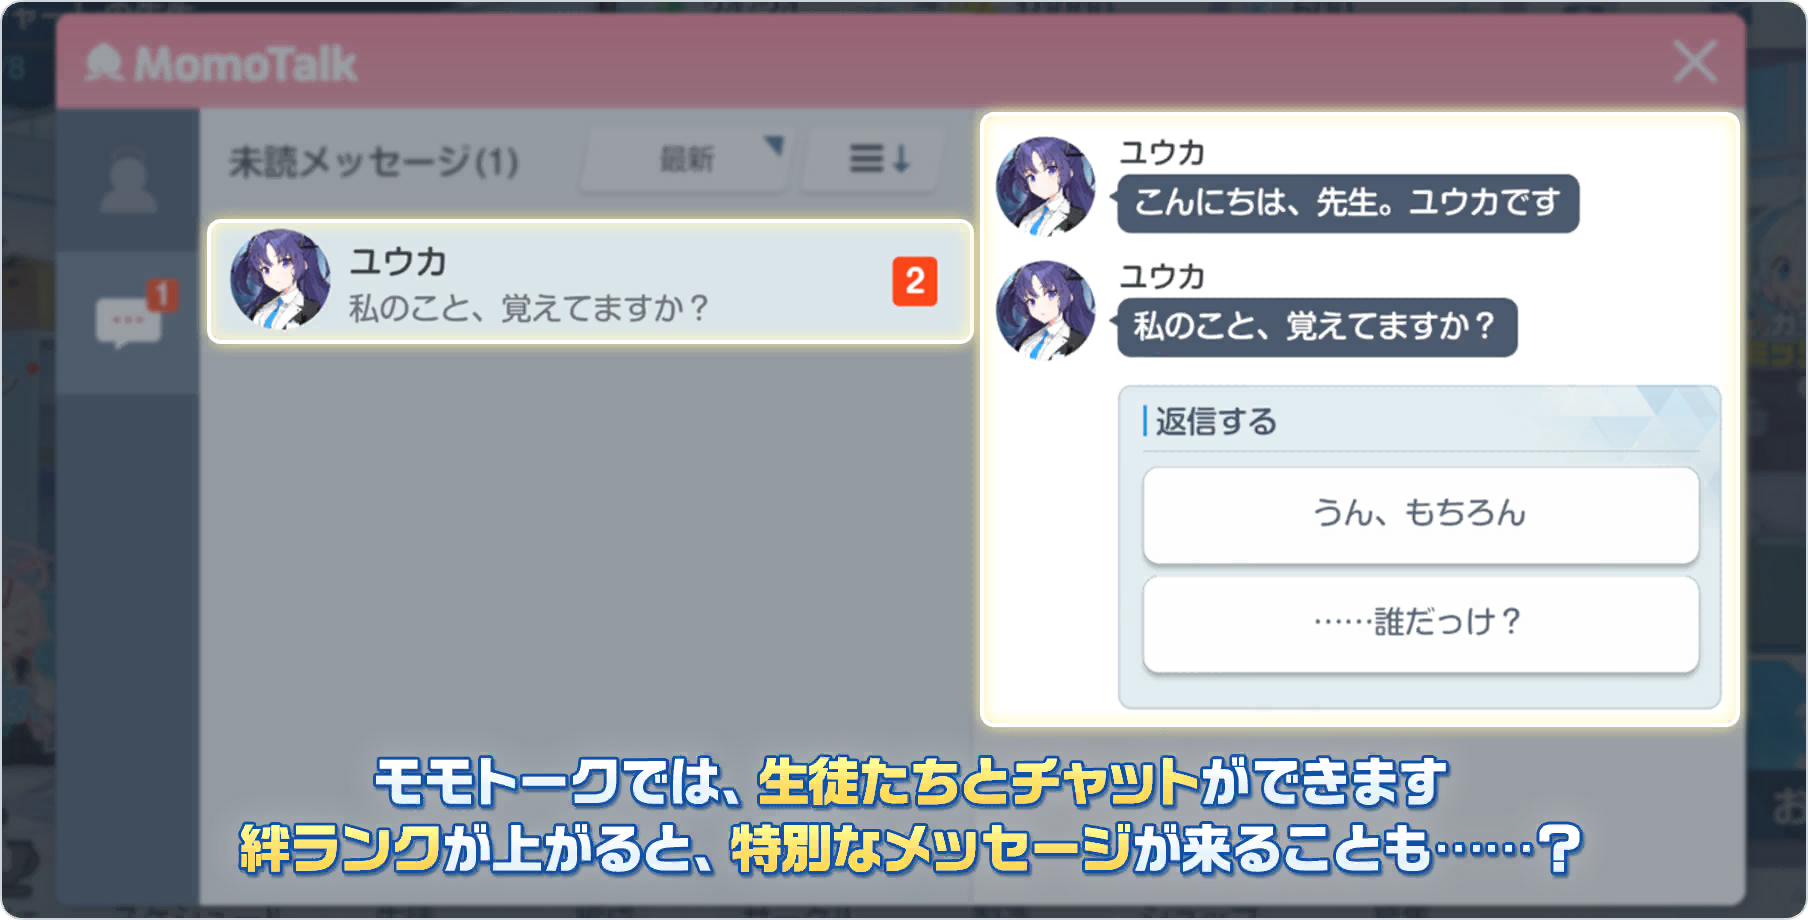 MomoTalk
未読メッセージ(1)
最新
1
ユウカ
私のこと、覚えてますか？
2
ユウカ
こんにちは、先生。ユウカです
ユウカ
私のこと、覚えてますか？
返信する
うん、もちろん
……誰だっけ？
モモトークでは、生徒たちとチャットができます
絆ランクが上がると、特別なメッセージが来ることも……？